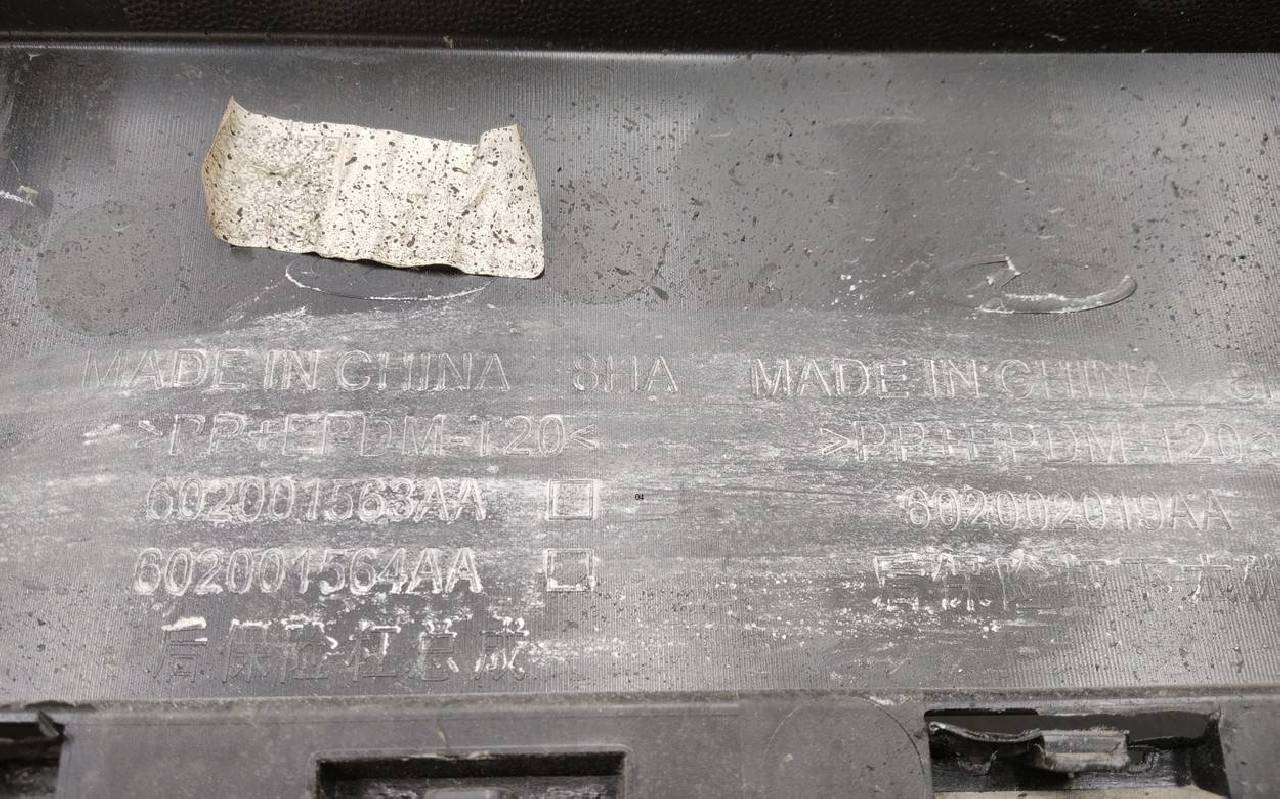 MADE IN CHINA 8HA
>PP+EPDM-T20<
602001563AA
602001564AA
后保险杠总成
MADE IN CHINA
>PP+EPDM-T20<
602002019AA